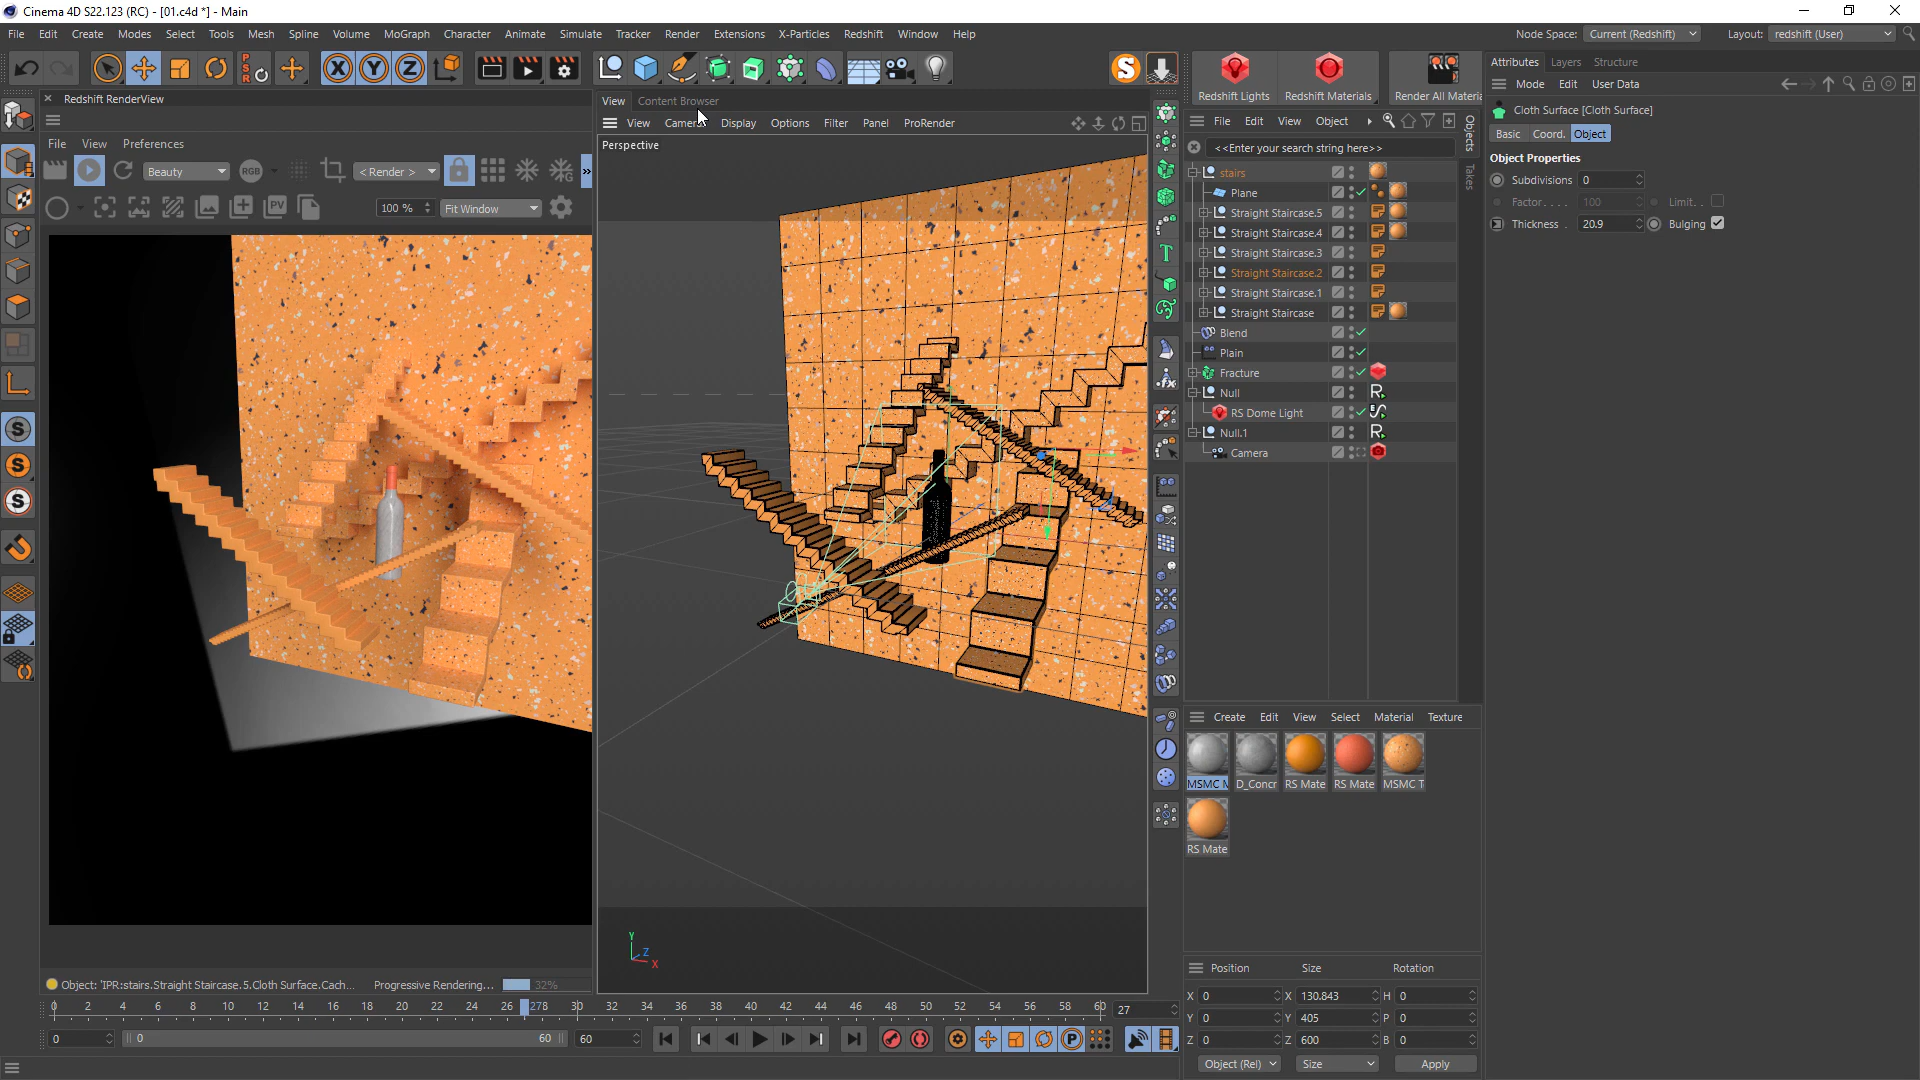 Cinema 4D S22.123 (RC) - [01.c4d *] - Main
File Edit Create Modes Select Tools Mesh Spline Volume MoGraph Character Animate Simulate Tracker Render Extensions X-Particles Redshift Window Help
Node Space: Current (Redshift) Layout: redshift (User)
X Y Z
PSR
Redshift Lights Redshift Materials
Render All Materia
Redshift RenderView
File View Preferences
Beauty RGB < Render > »
PV 100 % Fit Window
View Content Browser
View Cameras Display Options Filter Panel ProRender
Perspective
Y
Z
X
Object: 'IPR:stairs.Straight Staircase.5.Cloth Surface.Cach... Progressive Rendering... 32%
0 2 4 6 8 10 12 14 16 18 20 22 24 26 278 30 32 34 36 38 40 42 44 46 48 50 52 54 56 58 60 27
0 0 60 60
File Edit View Object
Objects
Takes
<<Enter your search string here>>
stairs
Plane
Straight Staircase.5
Straight Staircase.4
Straight Staircase.3
Straight Staircase.2
Straight Staircase.1
Straight Staircase
Blend
Plain
Fracture
Null
RS Dome Light
Null.1
Camera
Create Edit View Select Material Texture
MSMC M D_Concr RS Mate RS Mate MSMC T
RS Mate
Position Size Rotation
X 0 X 130.843 H 0
Y 0 Y 405 P 0
Z 0 Z 600 B 0
Object (Rel) Size Apply
Attributes Layers Structure
Mode Edit User Data
Cloth Surface [Cloth Surface]
Basic Coord. Object
Object Properties
Subdivisions 0
Factor. . . . 100 Limit. .
Thickness . 20.9 Bulging